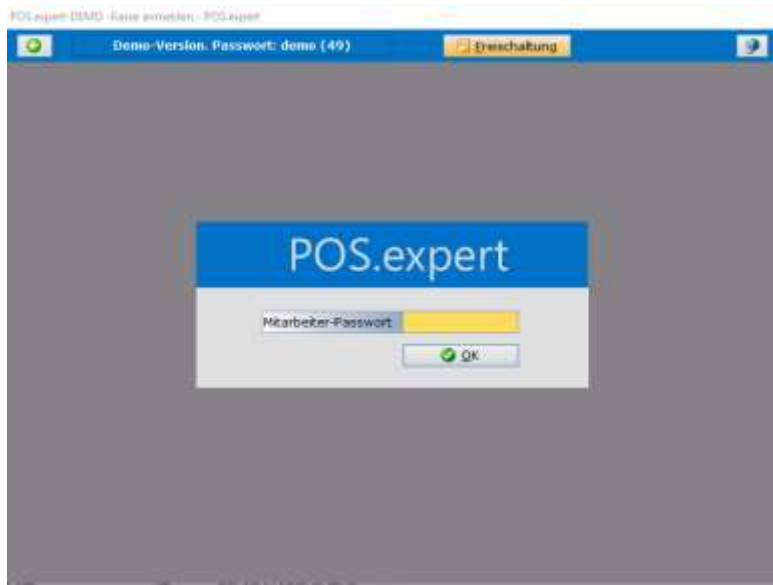 POS.expert-DEMO - Kasse anmelden - POS.expert
Demo-Version. Passwort: demo (49)
Freischaltung
POS.expert
Mitarbeiter-Passwort
OK